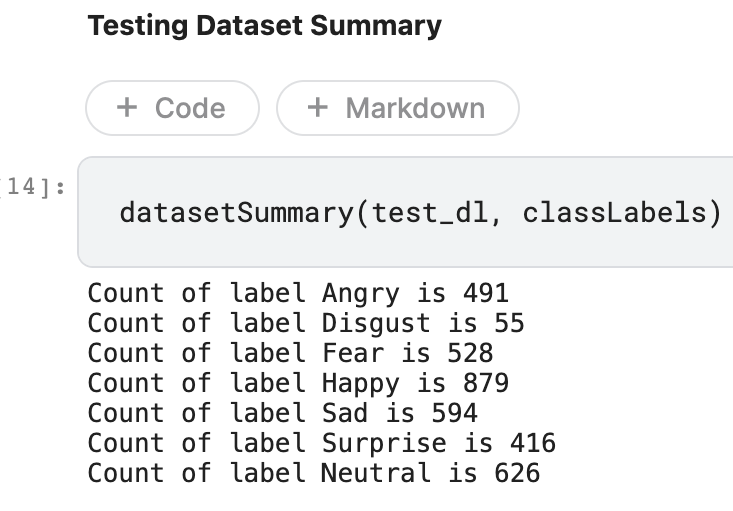 Testing Dataset Summary
+ Code + Markdown
14]:
datasetSummary(test_dl, classLabels)
Count of label Angry is 491
Count of label Disgust is 55
Count of label Fear is 528
Count of label Happy is 879
Count of label Sad is 594
Count of label Surprise is 416
Count of label Neutral is 626